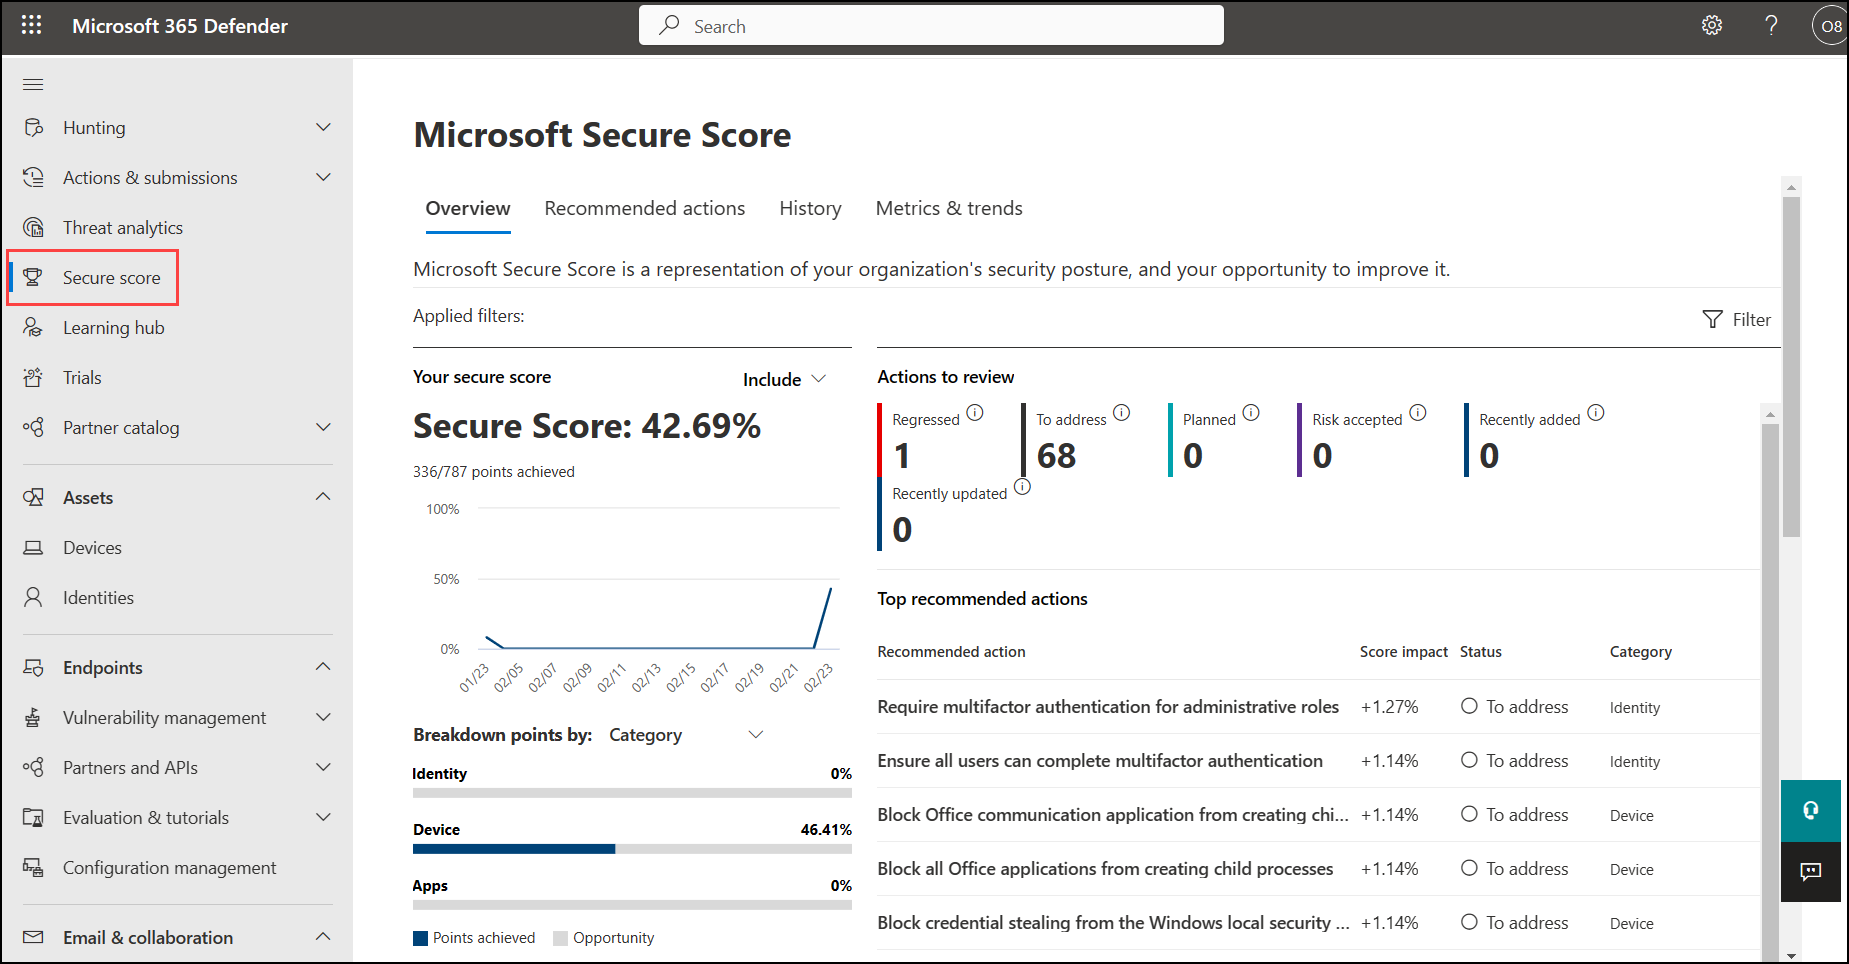 Microsoft 365 Defender
Search
?
O8
Hunting
Actions & submissions
Threat analytics
Secure score
Learning hub
Trials
Partner catalog
Assets
Devices
Identities
Endpoints
Vulnerability management
Partners and APIs
Evaluation & tutorials
Configuration management
Email & collaboration
Microsoft Secure Score
Overview Recommended actions History Metrics & trends
Microsoft Secure Score is a representation of your organization's security posture, and your opportunity to improve it.
Applied filters:
Filter
Your secure score
Include
Secure Score: 42.69%
336/787 points achieved
100%
50%
0%
01/23 02/05 02/07 02/09 02/11 02/13 02/15 02/17 02/19 02/21 02/23
Breakdown points by: Category
Identity 0%
Device 46.41%
Apps 0%
Points achieved Opportunity
Actions to review
Regressed To address Planned Risk accepted Recently added
1 68 0 0 0
Recently updated
0
Top recommended actions
Recommended action Score impact Status Category
Require multifactor authentication for administrative roles +1.27% To address Identity
Ensure all users can complete multifactor authentication +1.14% To address Identity
Block Office communication application from creating chi... +1.14% To address Device
Block all Office applications from creating child processes +1.14% To address Device
Block credential stealing from the Windows local security ... +1.14% To address Device